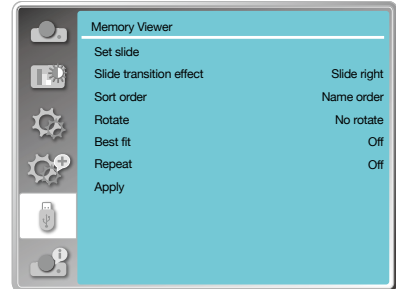 Memory Viewer
Set slide
Slide transition effect Slide right
Sort order Name order
Rotate No rotate
Best fit Off
Repeat Off
Apply